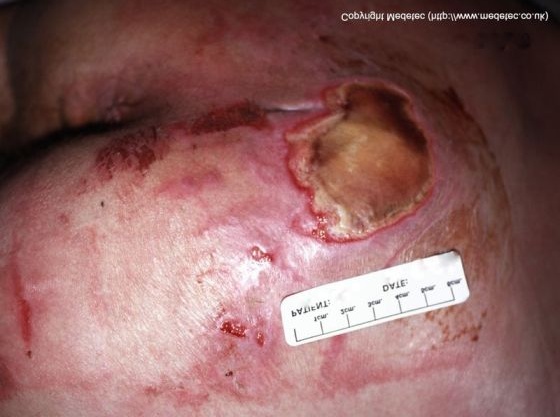 Copyright Medetec (http://www.medetec.co.uk)
PATIENT: DATE:
1cm. 2cm. 3cm. 4cm. 5cm. 6cm.